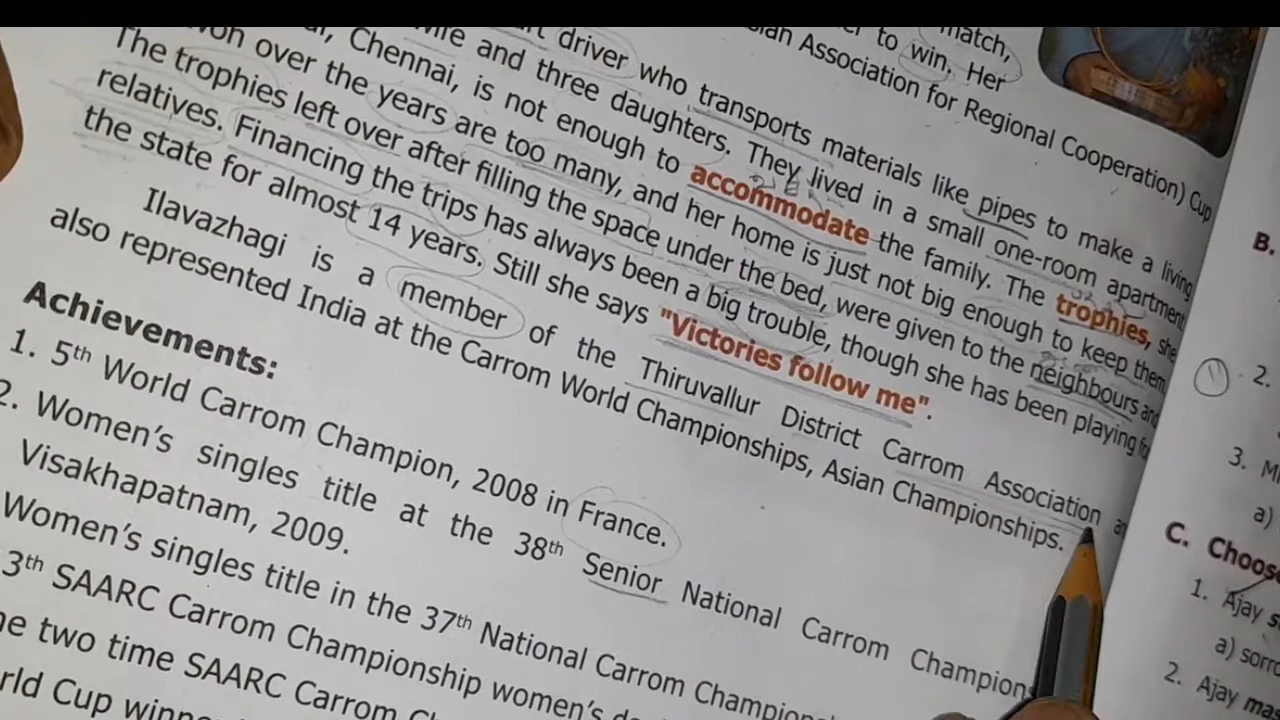 match,
to win. Her
Association for Regional Cooperation) Cup
driver who transports materials like pipes to make a living
wife and three daughters. They lived in a small one-room apartment
Chennai, is not enough to accommodate the family. The trophies, she
won over the years are too many, and her home is just not big enough to keep them
The trophies left over after filling the space under the bed, were given to the neighbours and
relatives. Financing the trips has always been a big trouble, though she has been playing
the state for almost 14 years. Still she says "Victories follow me".
Ilavazhagi is a member of the Thiruvallur District Carrom Association
also represented India at the Carrom World Championships, Asian Championships.
Achievements:
1. 5th World Carrom Champion, 2008 in France.
2. Women's singles title at the 38th Senior National Carrom Champion
Visakhapatnam, 2009.
Women's singles title in the 37th National Carrom Champion
3th SAARC Carrom Championship women's
two time SAARC Carrom
Cup
B.
2.
3.
a)
C. Choose
1. Ajay
a)
2. Ajay